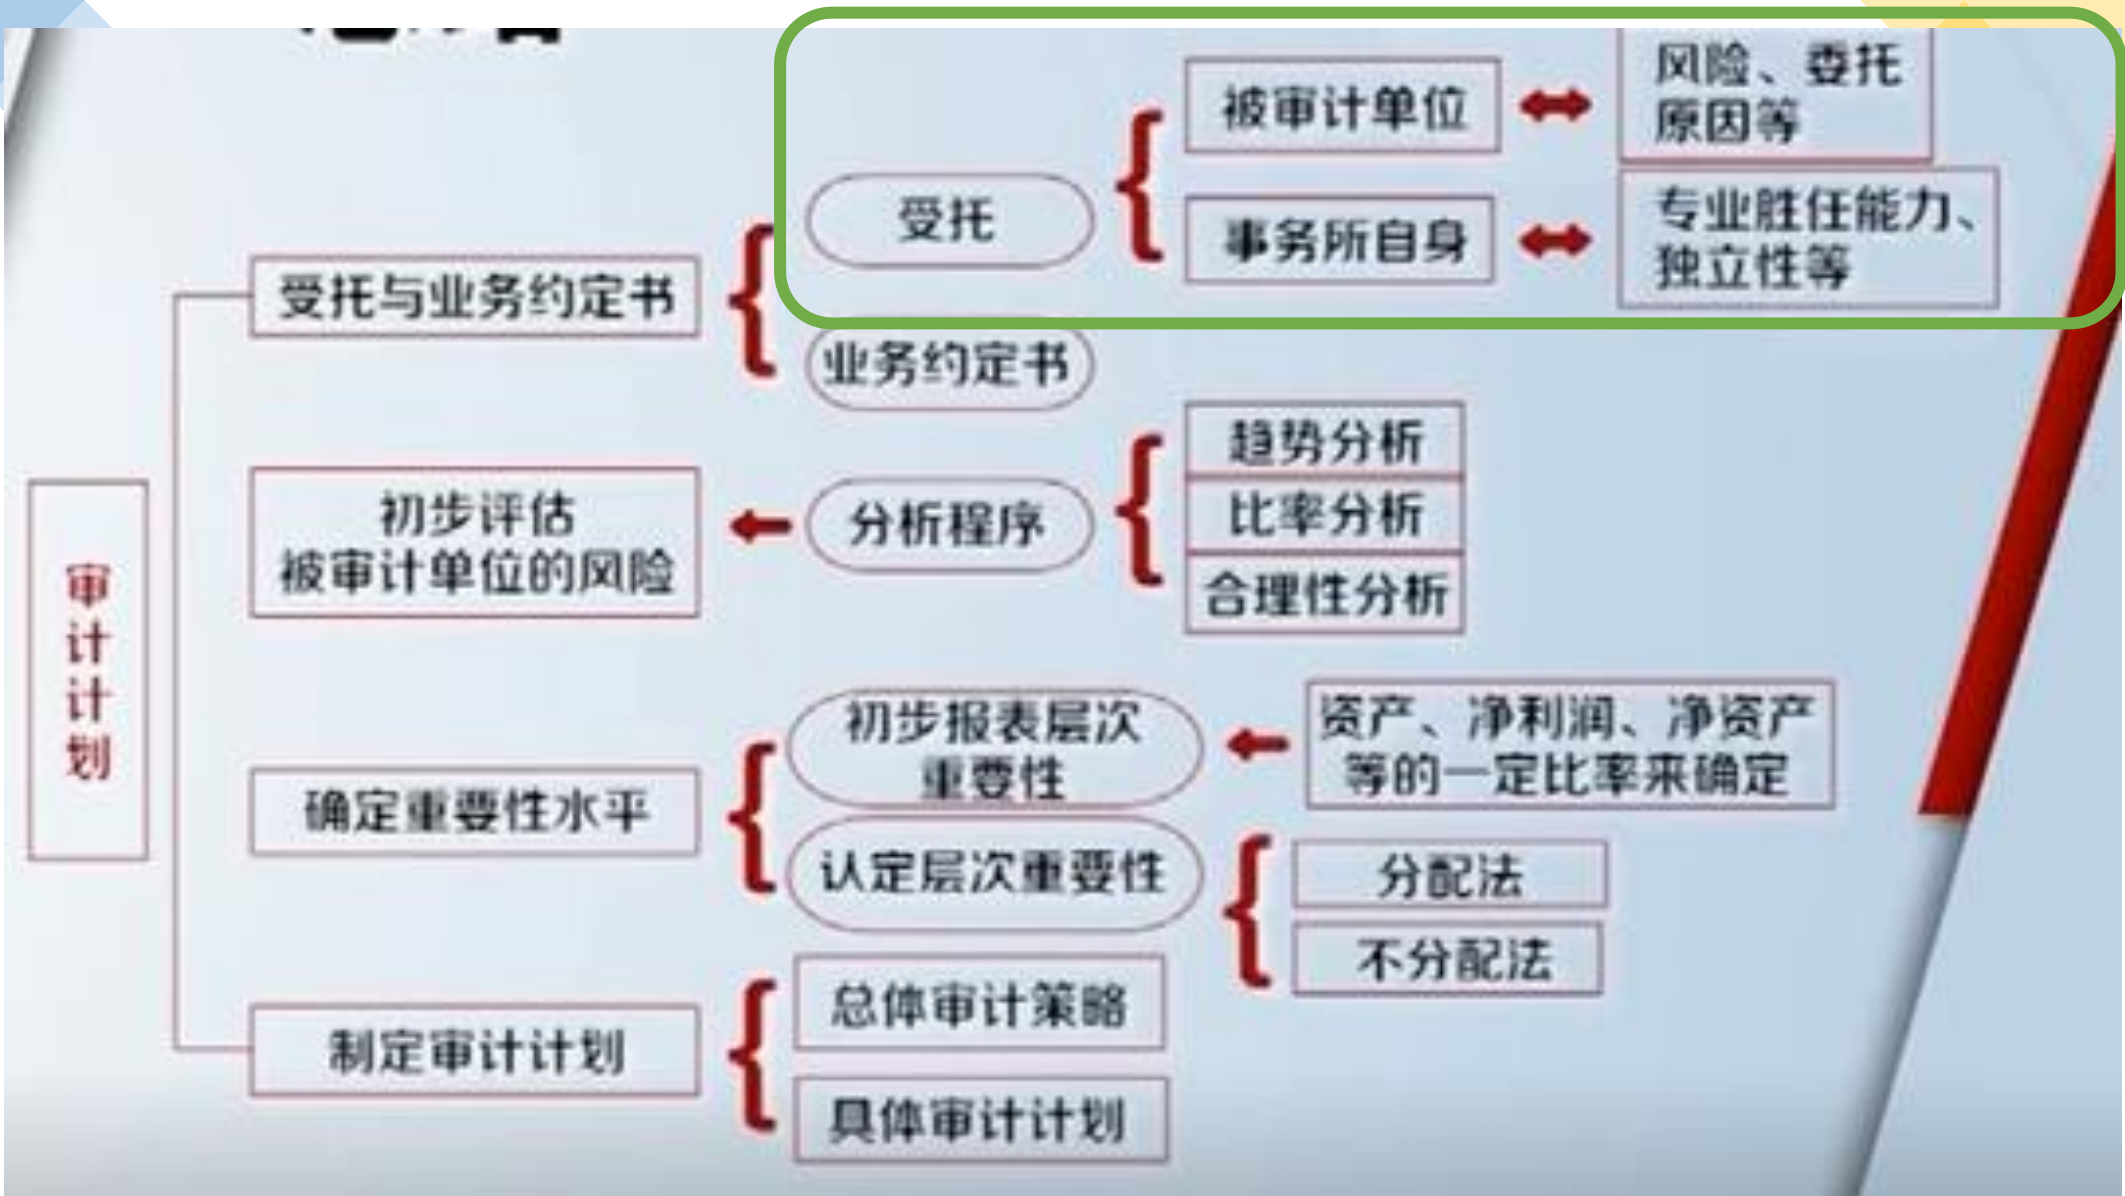 风险、委托
原因等
被审计单位
专业胜任能力、
独立性等
事务所自身
受托
受托与业务约定书
业务约定书
趋势分析
比率分析
合理性分析
分析程序
初步评估
被审计单位的风险
审
计
计
划
初步报表层次
重要性
资产、净利润、净资产
等的一定比率来确定
确定重要性水平
认定层次重要性
分配法
不分配法
总体审计策略
制定审计计划
具体审计计划